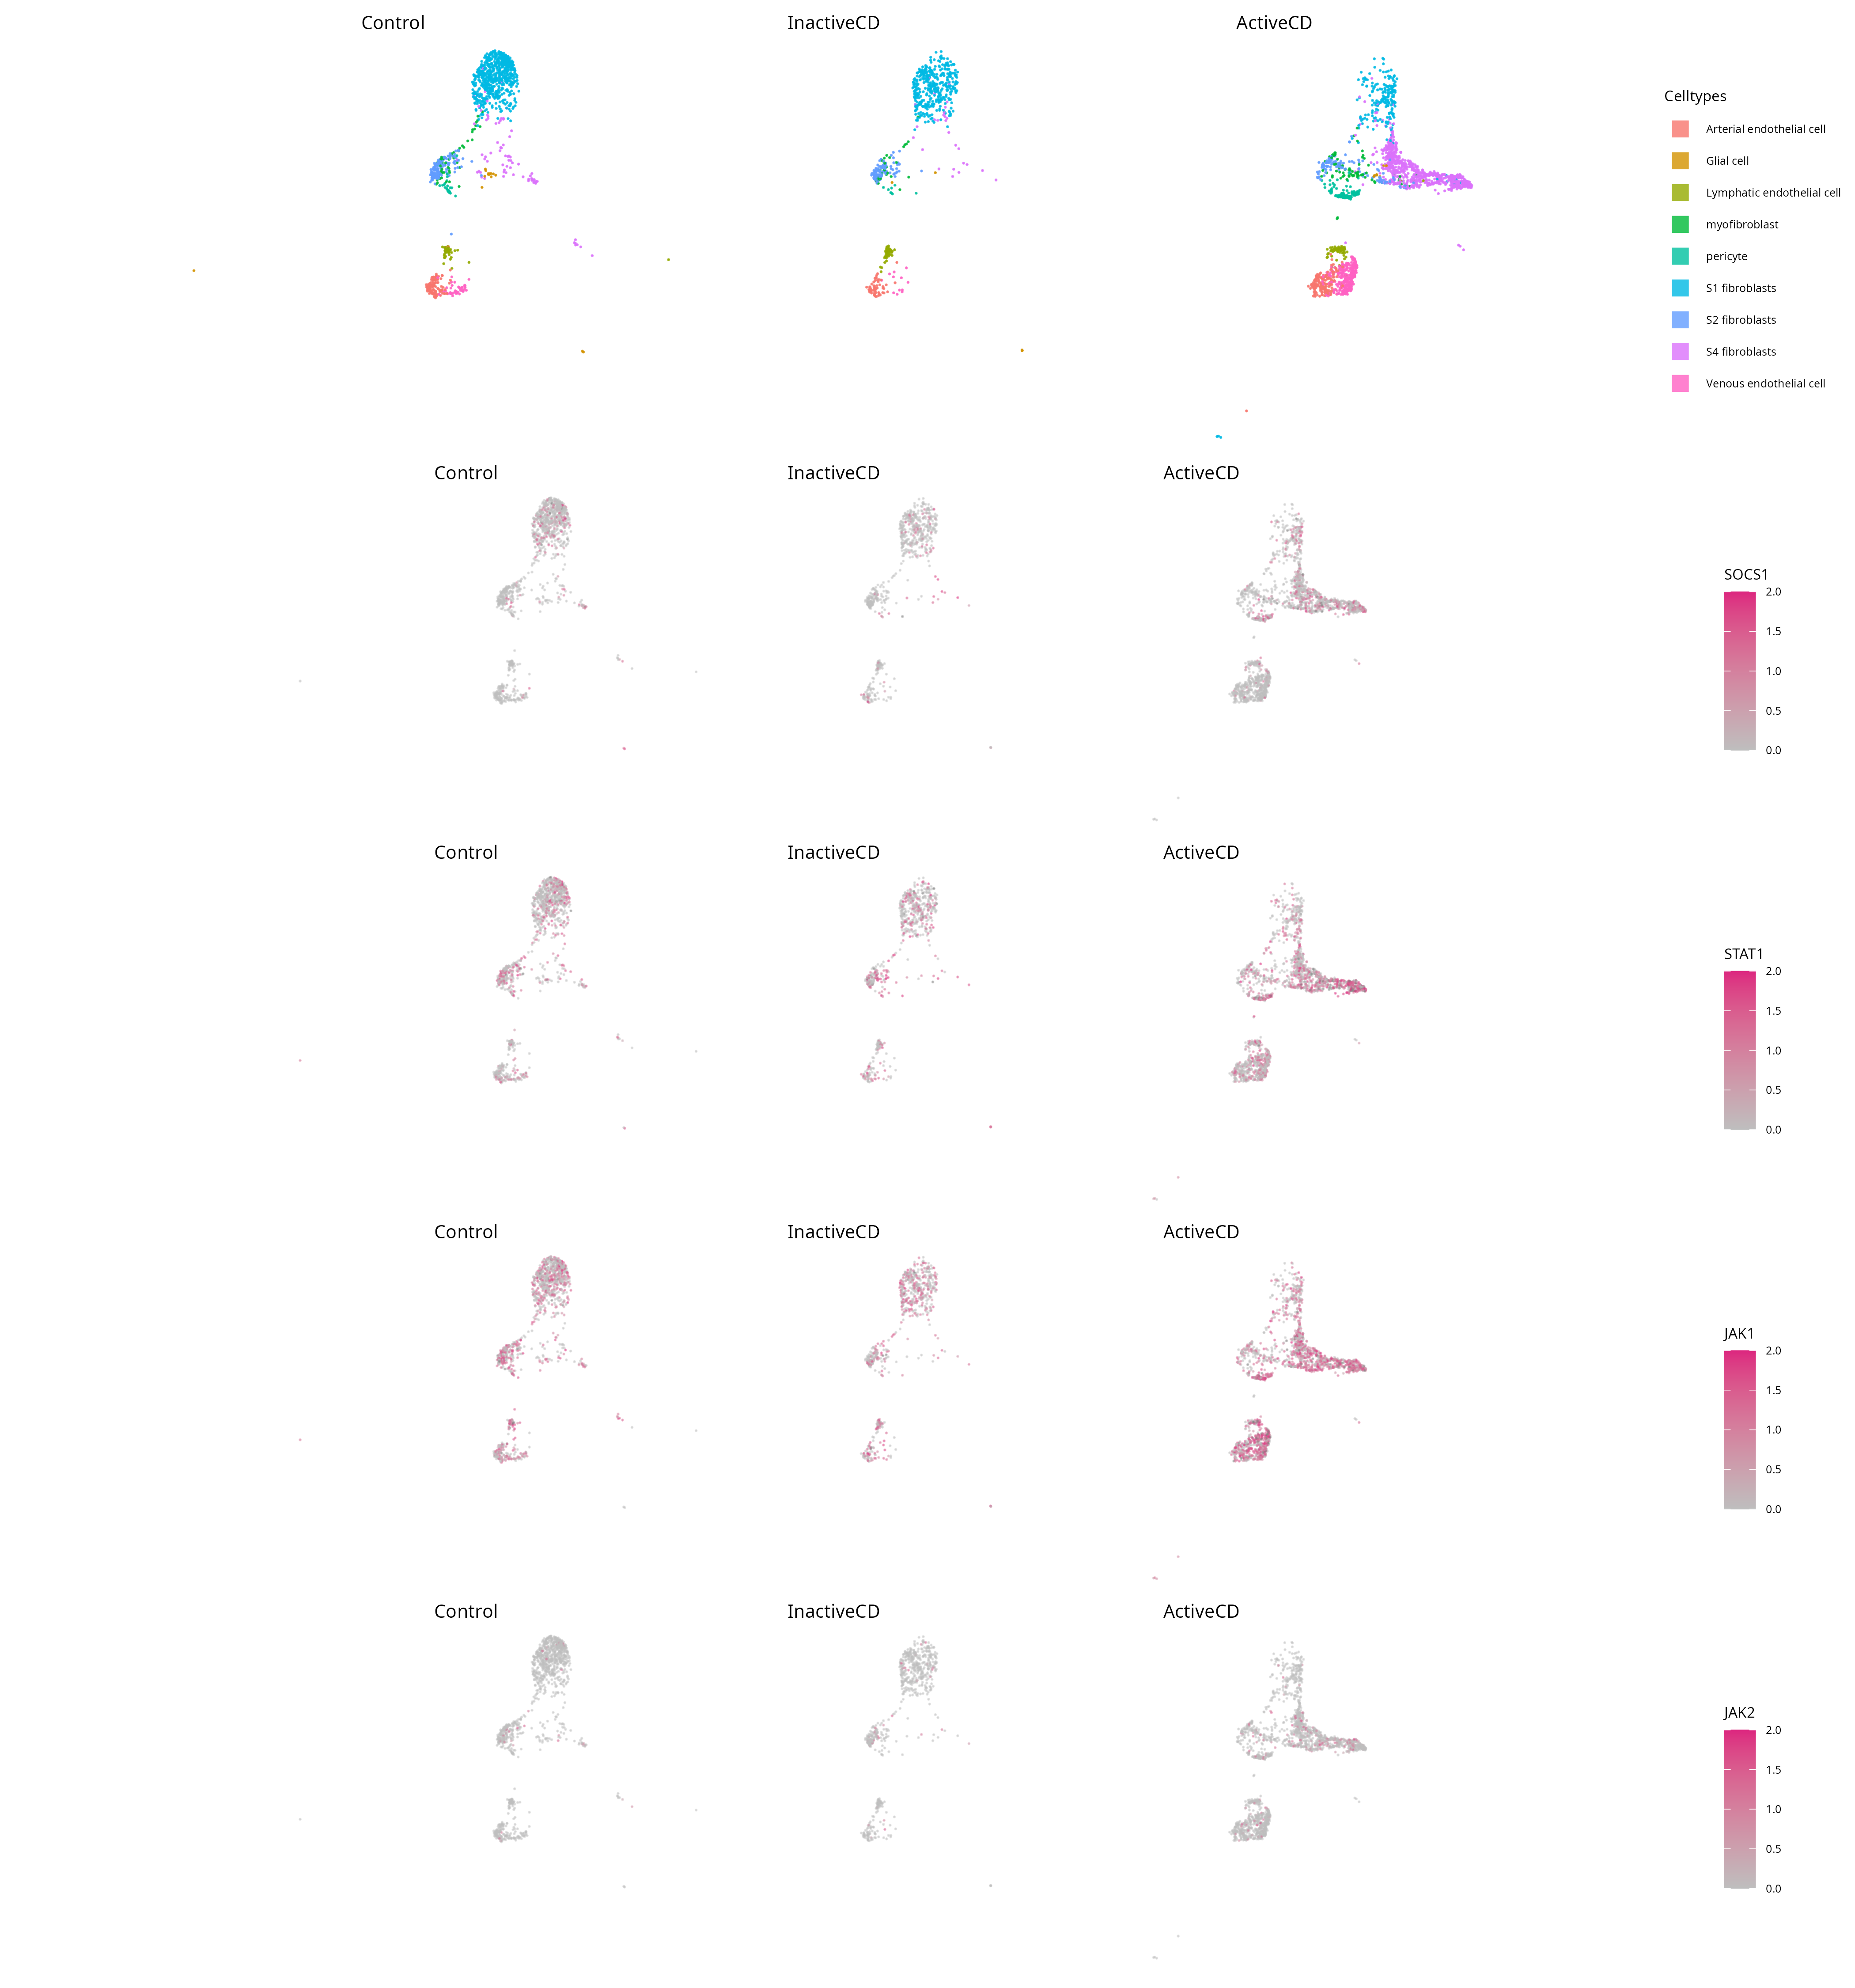 Control InactiveCD ActiveCD
Celltypes
Arterial endothelial cell
Glial cell
Lymphatic endothelial cell
myofibroblast
pericyte
S1 fibroblasts
S2 fibroblasts
S4 fibroblasts
Venous endothelial cell
Control InactiveCD ActiveCD
SOCS1
2.0
1.5
1.0
0.5
0.0
Control InactiveCD ActiveCD
STAT1
2.0
1.5
1.0
0.5
0.0
Control InactiveCD ActiveCD
JAK1
2.0
1.5
1.0
0.5
0.0
Control InactiveCD ActiveCD
JAK2
2.0
1.5
1.0
0.5
0.0